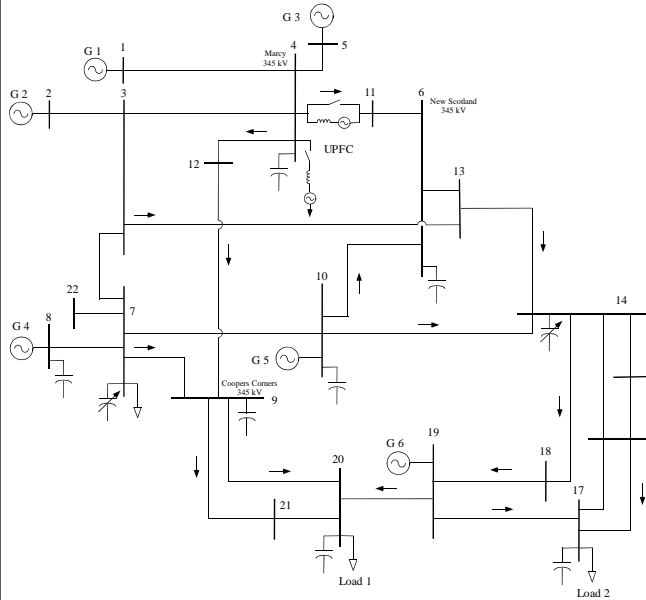 G 3
Marcy
345 kV
4
5
G 1
1
G 2
2
3
11
6
New Scotland
345 kV
UPFC
12
13
10
22
8
7
G 4
14
G 5
Coopers Corners
345 kV
9
G 6
19
20
18
17
21
Load 1
Load 2